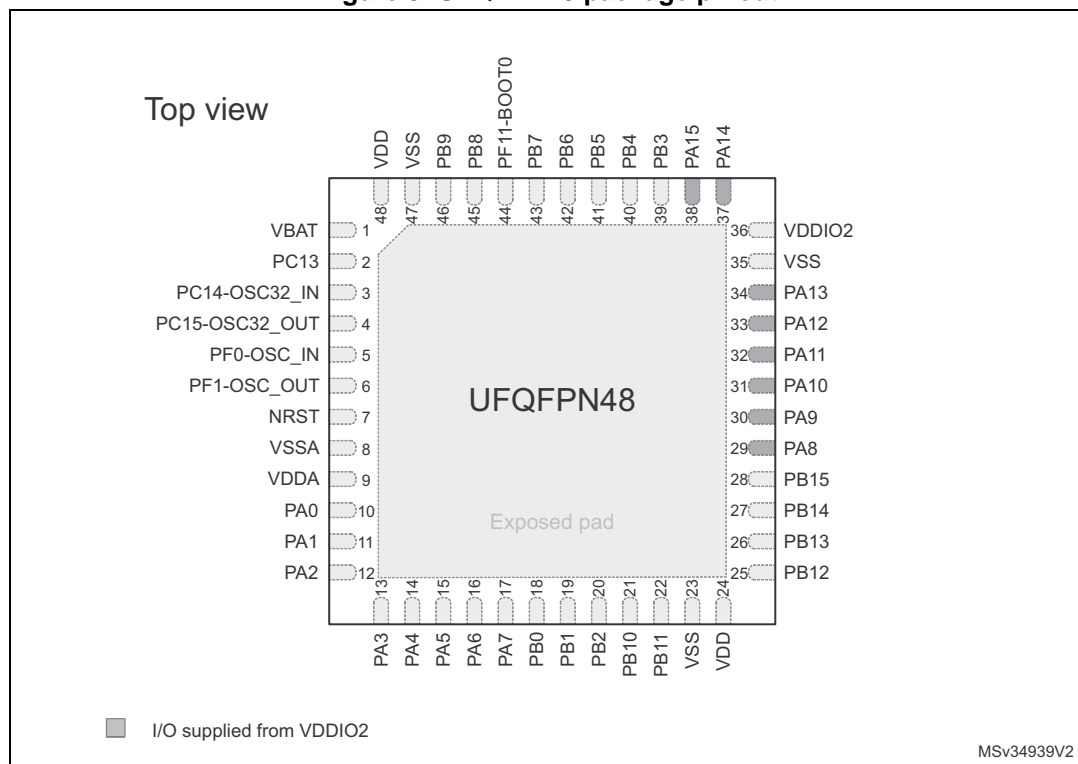 Top view
48 VDD
47 VSS
46 PB9
45 PB8
44 PF11-BOOT0
43 PB7
42 PB6
41 PB5
40 PB4
39 PB3
38 PA15
37 PA14
VBAT 1
PC13 2
PC14-OSC32_IN 3
PC15-OSC32_OUT 4
PF0-OSC_IN 5
PF1-OSC_OUT 6
NRST 7
VSSA 8
VDDA 9
PA0 10
PA1 11
PA2 12
36 VDDIO2
35 VSS
34 PA13
33 PA12
32 PA11
31 PA10
30 PA9
29 PA8
28 PB15
27 PB14
26 PB13
25 PB12
UFQFPN48
Exposed pad
PA3 13
PA4 14
PA5 15
PA6 16
PA7 17
PB0 18
PB1 19
PB2 20
PB10 21
PB11 22
VSS 23
VDD 24
I/O supplied from VDDIO2
MSv34939V2